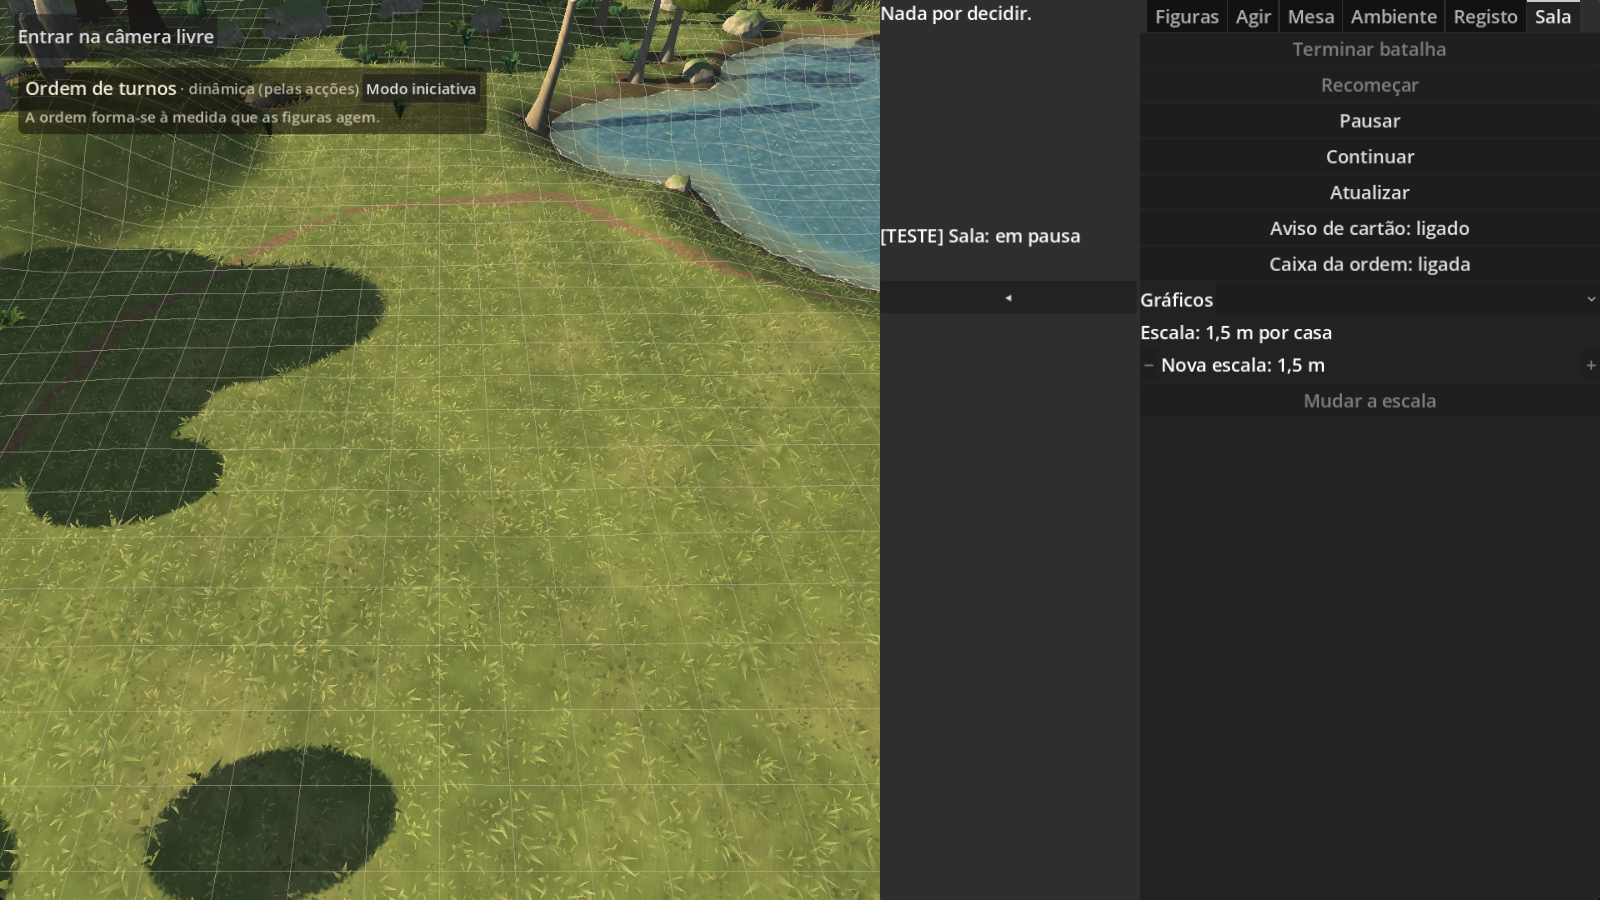 Entrar na câmera livre
Ordem de turnos · dinâmica (pelas acções) Modo iniciativa
A ordem forma-se à medida que as figuras agem.
Nada por decidir.
[TESTE] Sala: em pausa
Figuras Agir Mesa Ambiente Registo Sala
Terminar batalha
Recomeçar
Pausar
Continuar
Atualizar
Aviso de cartão: ligado
Caixa da ordem: ligada
Gráficos
Escala: 1,5 m por casa
− Nova escala: 1,5 m +
Mudar a escala